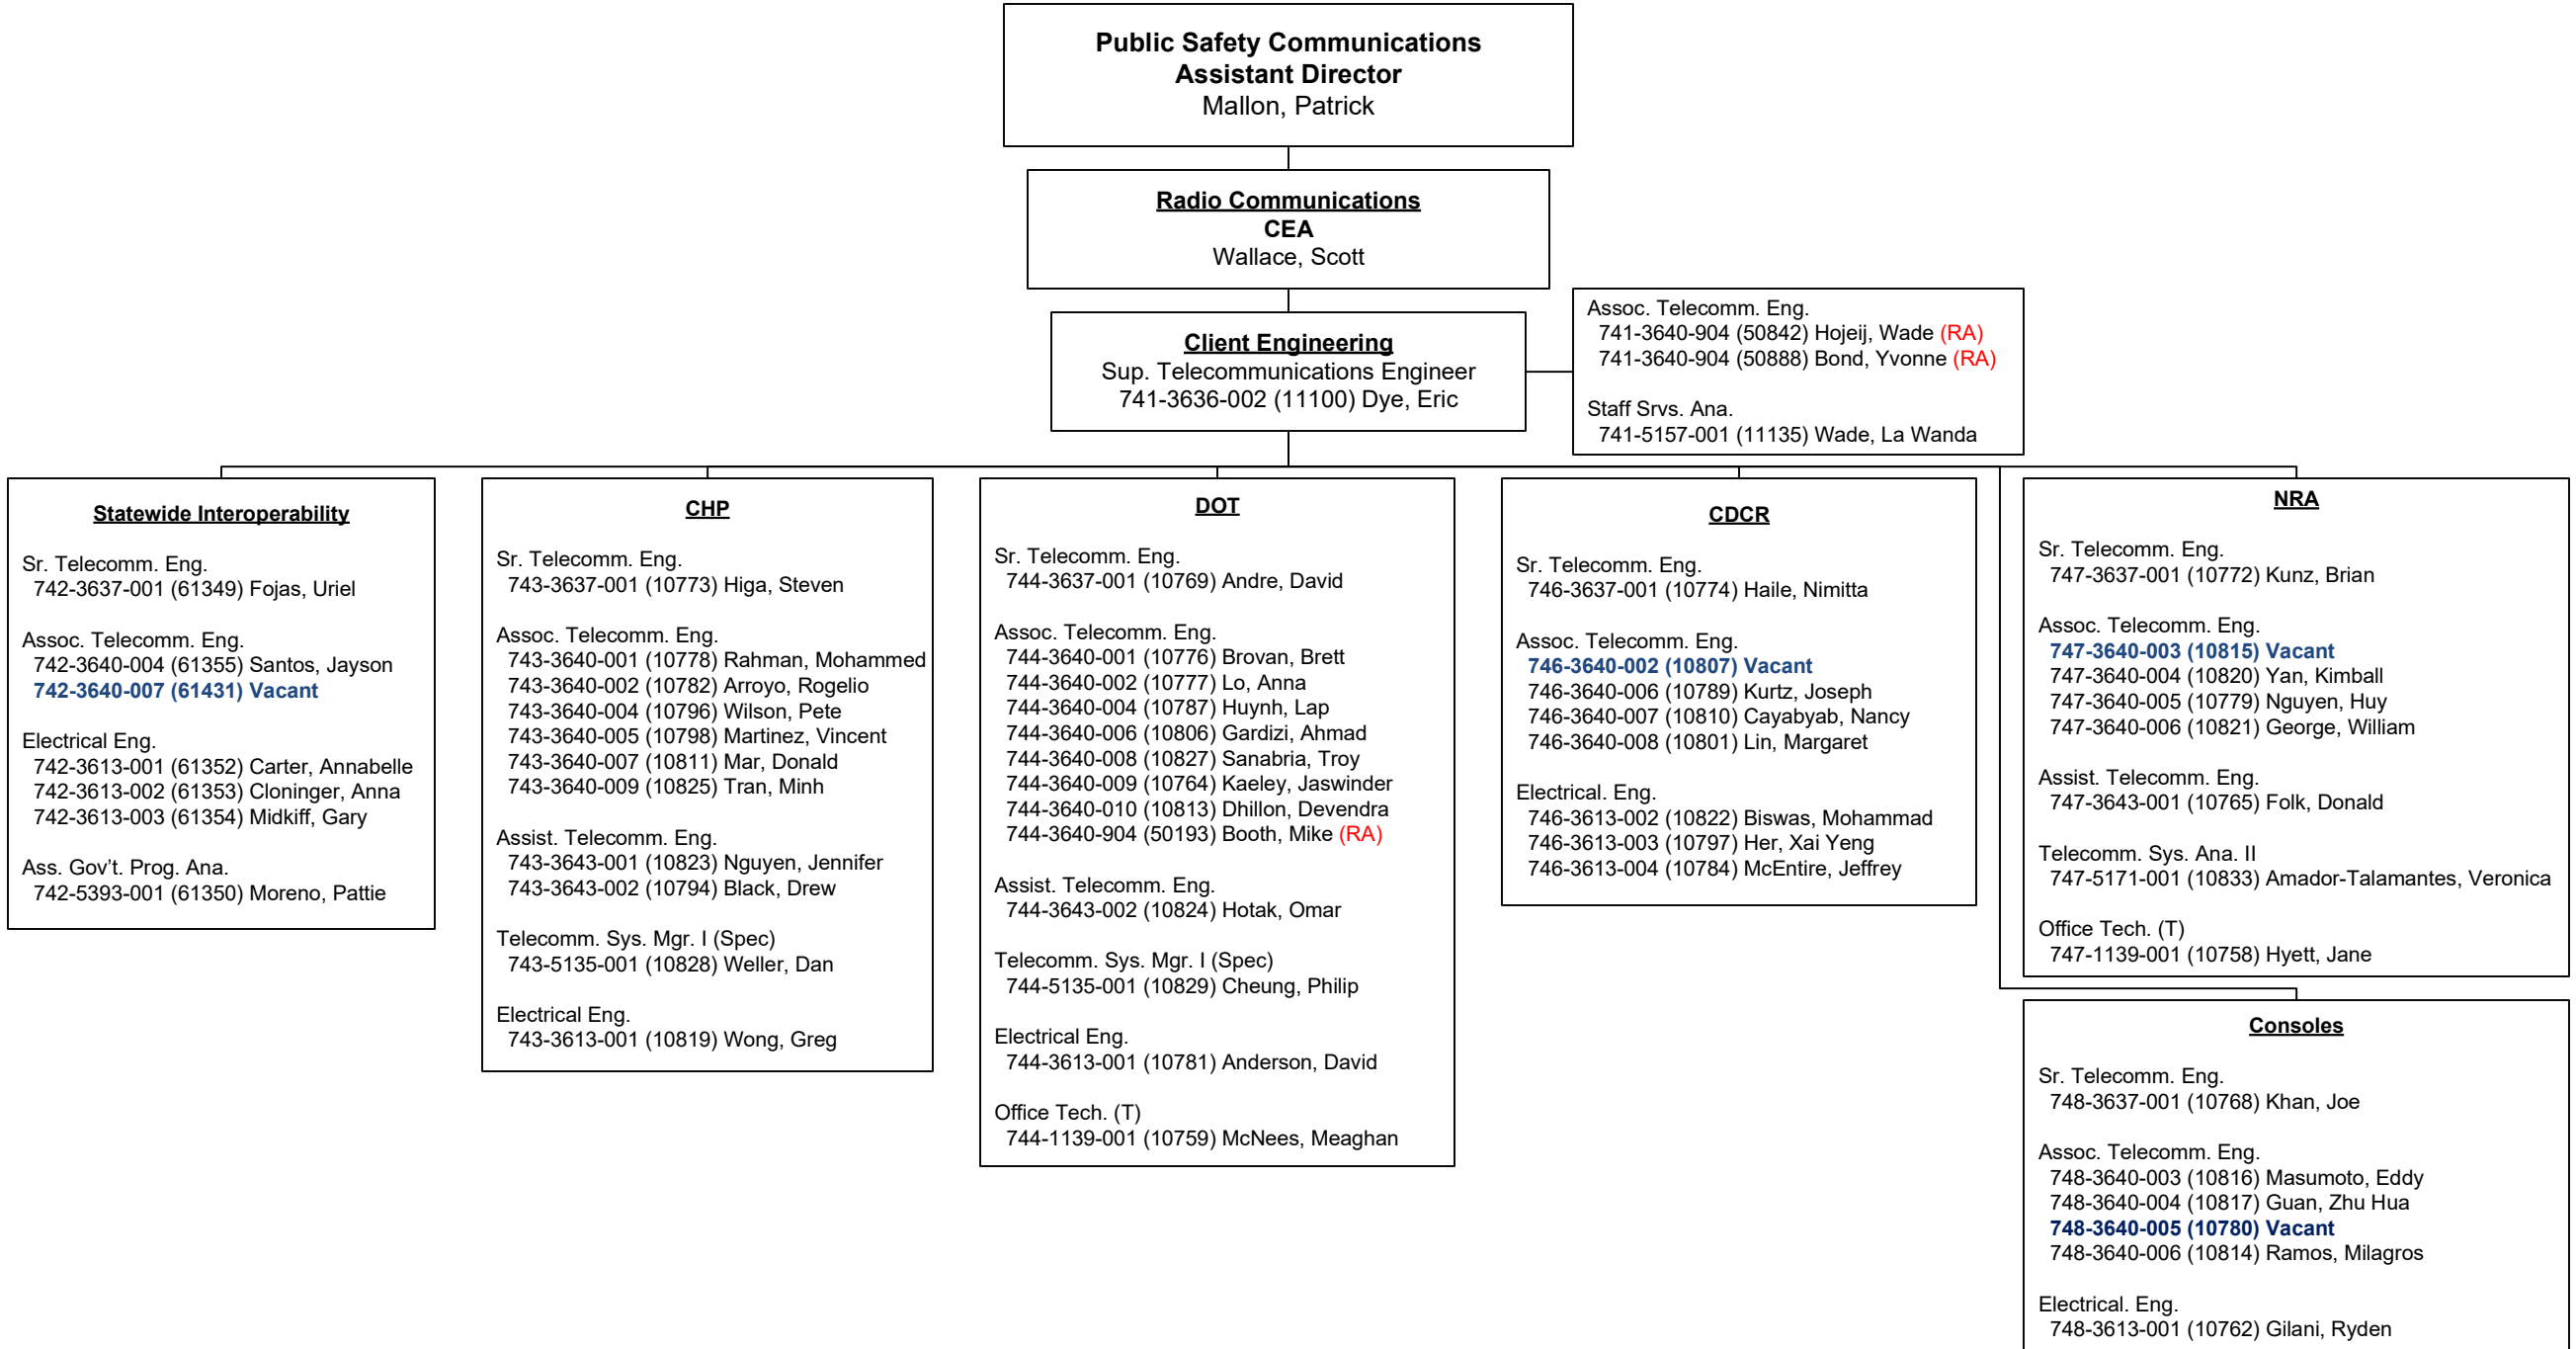 Public Safety Communications
Assistant Director
Mallon, Patrick
Radio Communications
CEA
Wallace, Scott
Client Engineering
Sup. Telecommunications Engineer
741-3636-002 (11100) Dye, Eric
Assoc. Telecomm. Eng.
741-3640-904 (50842) Hojeij, Wade (RA)
741-3640-904 (50888) Bond, Yvonne (RA)
Staff Srvs. Ana.
741-5157-001 (11135) Wade, La Wanda
Statewide Interoperability
Sr. Telecomm. Eng.
742-3637-001 (61349) Fojas, Uriel
Assoc. Telecomm. Eng.
742-3640-004 (61355) Santos, Jayson
742-3640-007 (61431) Vacant
Electrical Eng.
742-3613-001 (61352) Carter, Annabelle
742-3613-002 (61353) Cloninger, Anna
742-3613-003 (61354) Midkiff, Gary
Ass. Gov't. Prog. Ana.
742-5393-001 (61350) Moreno, Pattie
CHP
Sr. Telecomm. Eng.
743-3637-001 (10773) Higa, Steven
Assoc. Telecomm. Eng.
743-3640-001 (10778) Rahman, Mohammed
743-3640-002 (10782) Arroyo, Rogelio
743-3640-004 (10796) Wilson, Pete
743-3640-005 (10798) Martinez, Vincent
743-3640-007 (10811) Mar, Donald
743-3640-009 (10825) Tran, Minh
Assist. Telecomm. Eng.
743-3643-001 (10823) Nguyen, Jennifer
743-3643-002 (10794) Black, Drew
Telecomm. Sys. Mgr. I (Spec)
743-5135-001 (10828) Weller, Dan
Electrical Eng.
743-3613-001 (10819) Wong, Greg
DOT
Sr. Telecomm. Eng.
744-3637-001 (10769) Andre, David
Assoc. Telecomm. Eng.
744-3640-001 (10776) Brovan, Brett
744-3640-002 (10777) Lo, Anna
744-3640-004 (10787) Huynh, Lap
744-3640-006 (10806) Gardizi, Ahmad
744-3640-008 (10827) Sanabria, Troy
744-3640-009 (10764) Kaeley, Jaswinder
744-3640-010 (10813) Dhillon, Devendra
744-3640-904 (50193) Booth, Mike (RA)
Assist. Telecomm. Eng.
744-3643-002 (10824) Hotak, Omar
Telecomm. Sys. Mgr. I (Spec)
744-5135-001 (10829) Cheung, Philip
Electrical Eng.
744-3613-001 (10781) Anderson, David
Office Tech. (T)
744-1139-001 (10759) McNees, Meaghan
CDCR
Sr. Telecomm. Eng.
746-3637-001 (10774) Haile, Nimitta
Assoc. Telecomm. Eng.
746-3640-002 (10807) Vacant
746-3640-006 (10789) Kurtz, Joseph
746-3640-007 (10810) Cayabyab, Nancy
746-3640-008 (10801) Lin, Margaret
Electrical. Eng.
746-3613-002 (10822) Biswas, Mohammad
746-3613-003 (10797) Her, Xai Yeng
746-3613-004 (10784) McEntire, Jeffrey
NRA
Sr. Telecomm. Eng.
747-3637-001 (10772) Kunz, Brian
Assoc. Telecomm. Eng.
747-3640-003 (10815) Vacant
747-3640-004 (10820) Yan, Kimball
747-3640-005 (10779) Nguyen, Huy
747-3640-006 (10821) George, William
Assist. Telecomm. Eng.
747-3643-001 (10765) Folk, Donald
Telecomm. Sys. Ana. II
747-5171-001 (10833) Amador-Talamantes, Veronica
Office Tech. (T)
747-1139-001 (10758) Hyett, Jane
Consoles
Sr. Telecomm. Eng.
748-3637-001 (10768) Khan, Joe
Assoc. Telecomm. Eng.
748-3640-003 (10816) Masumoto, Eddy
748-3640-004 (10817) Guan, Zhu Hua
748-3640-005 (10780) Vacant
748-3640-006 (10814) Ramos, Milagros
Electrical. Eng.
748-3613-001 (10762) Gilani, Ryden